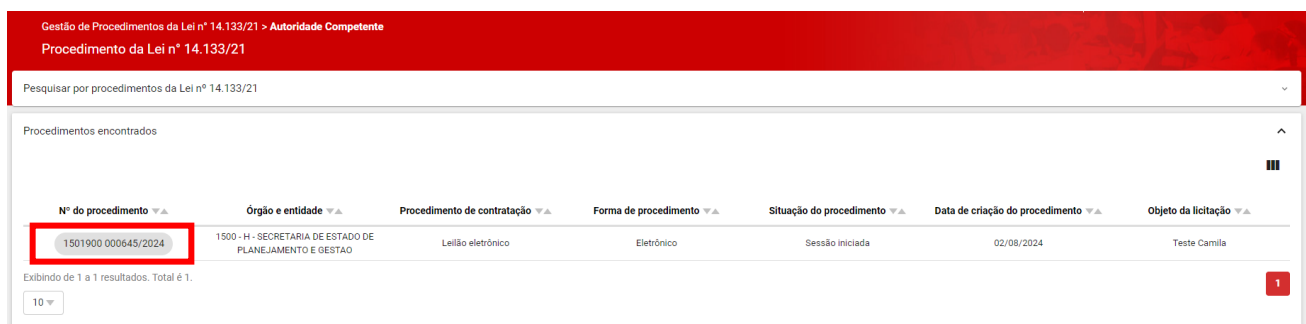 Gestão de Procedimentos da Lei n° 14.133/21 > Autoridade Competente
Procedimento da Lei n° 14.133/21
Pesquisar por procedimentos da Lei nº 14.133/21
Procedimentos encontrados
Nº do procedimento Órgão e entidade Procedimento de contratação Forma de procedimento Situação do procedimento Data de criação do procedimento Objeto da licitação
1501900 000645/2024 1500 - H - SECRETARIA DE ESTADO DE PLANEJAMENTO E GESTAO Leilão eletrônico Eletrônico Sessão iniciada 02/08/2024 Teste Camila
Exibindo de 1 a 1 resultados. Total é 1.
1
10